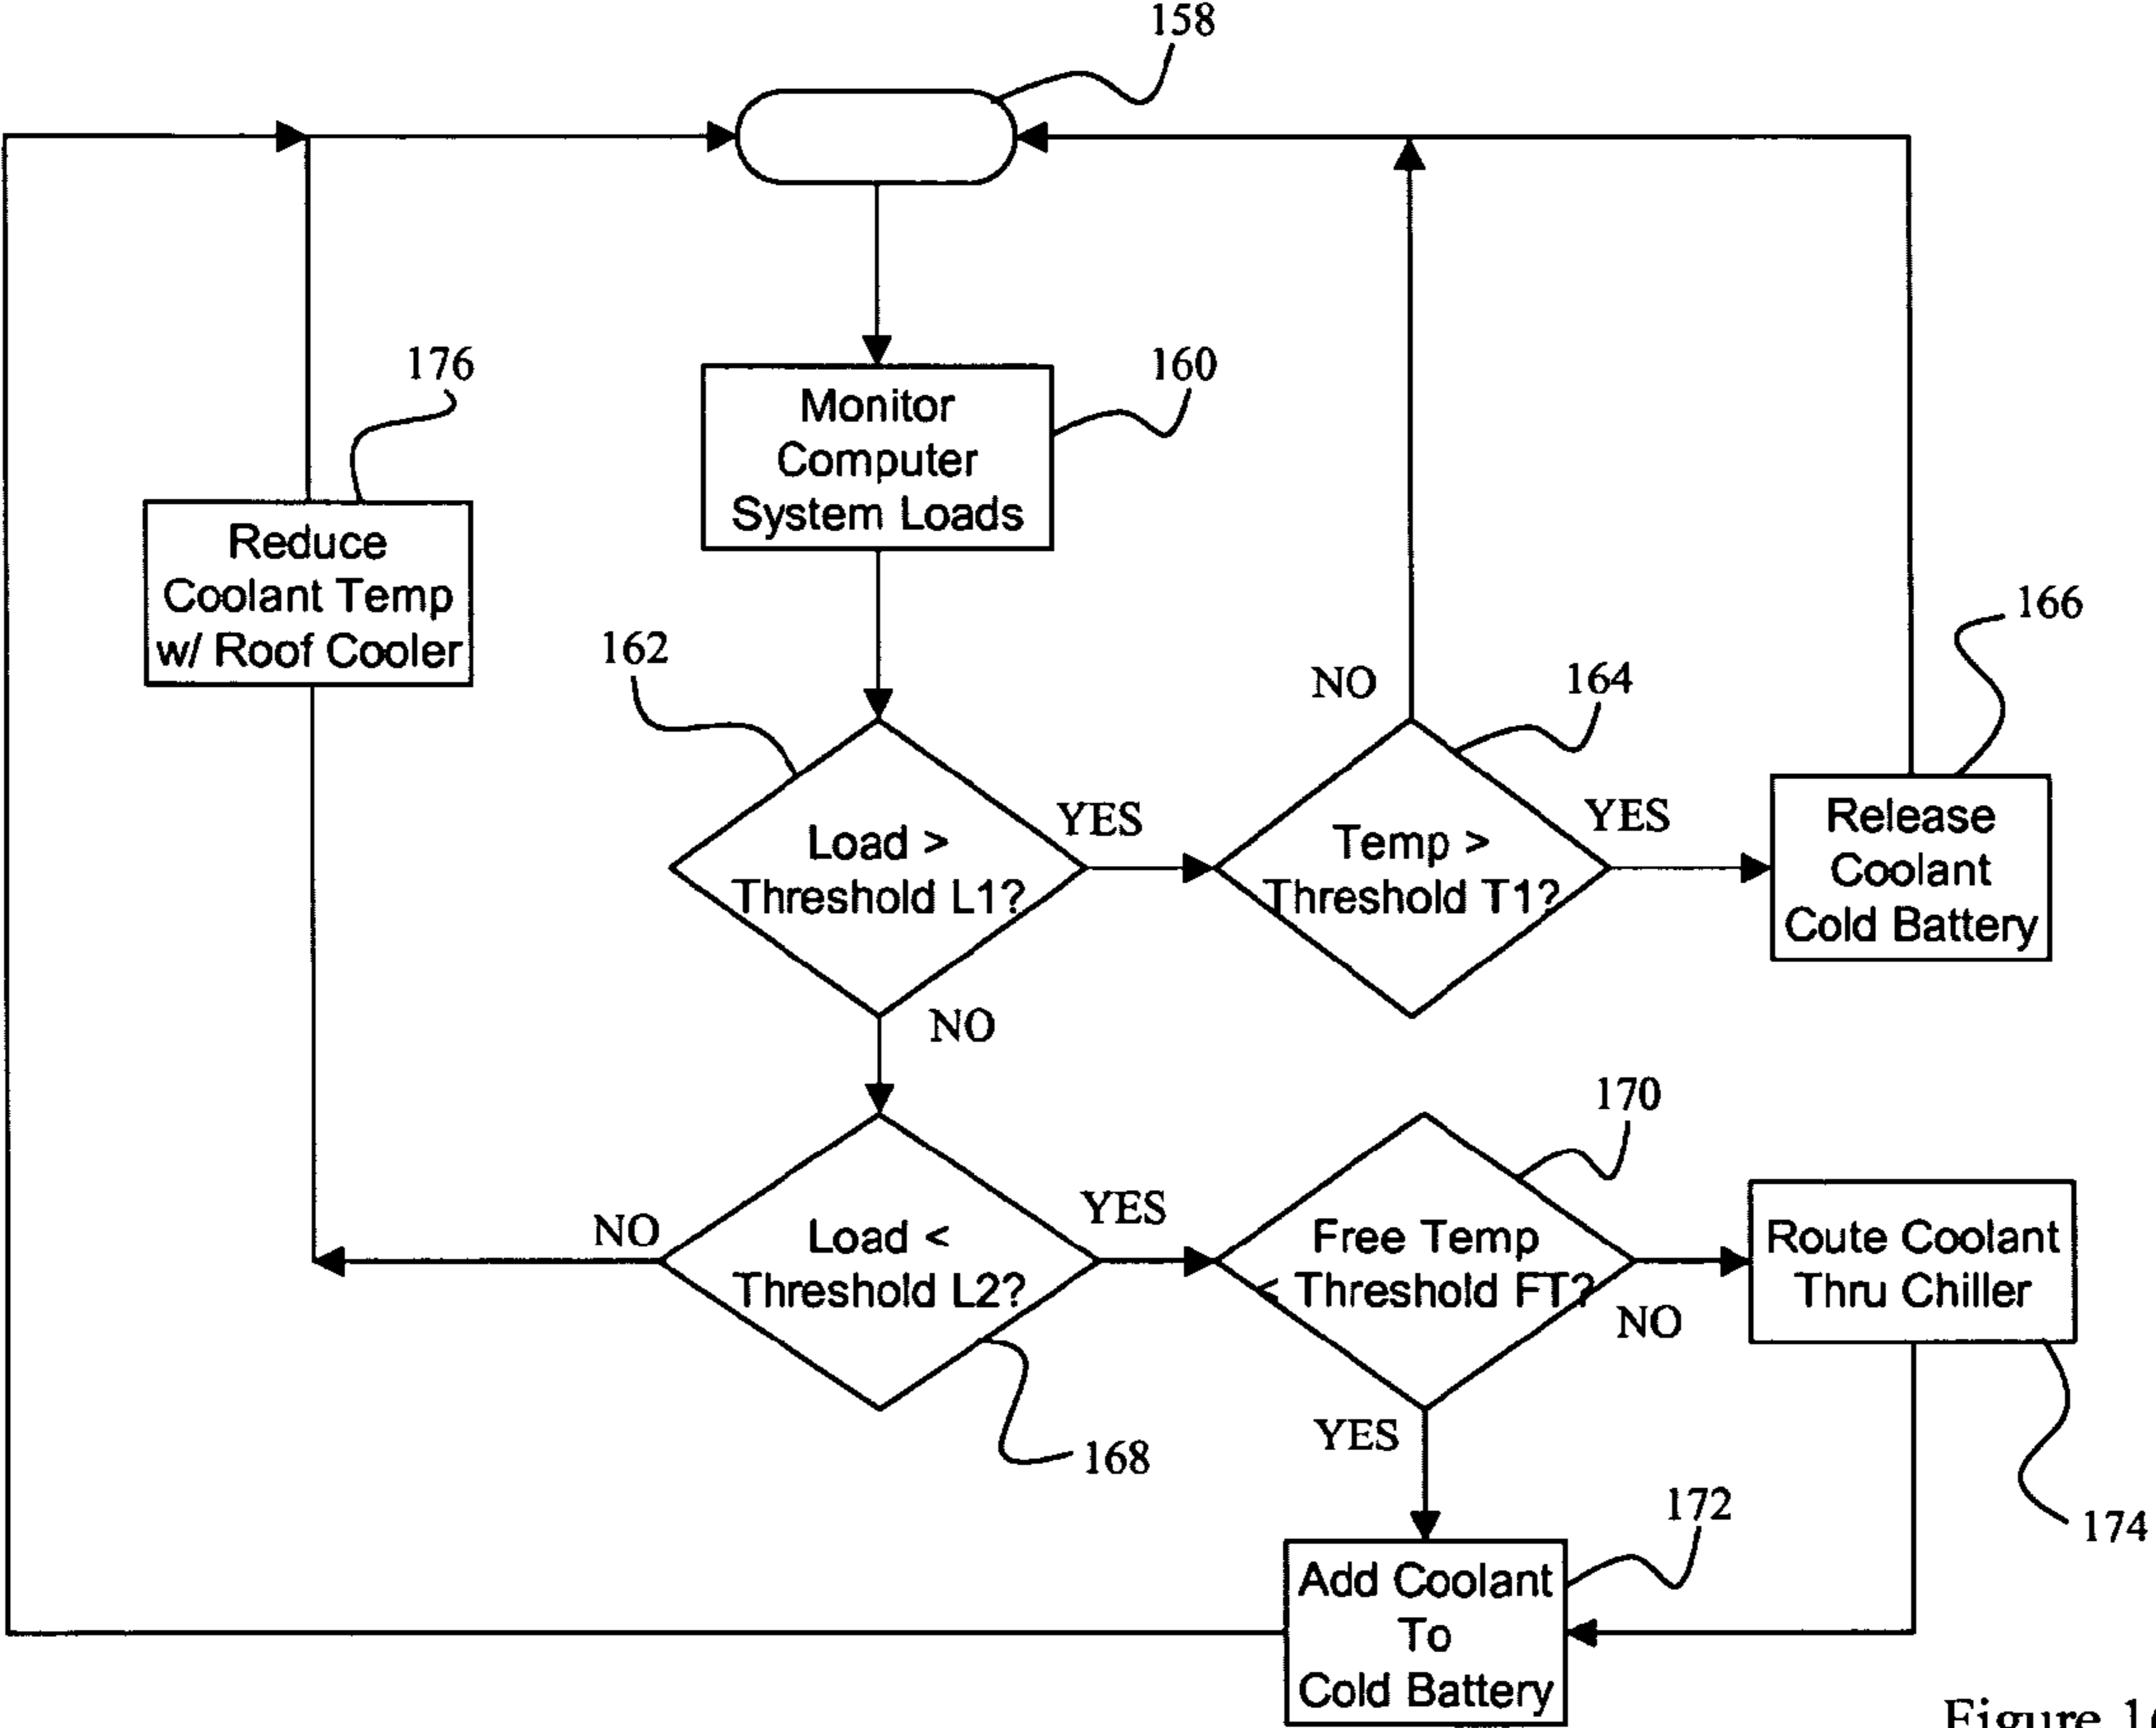 158
176
160
Monitor
Computer
System Loads
Reduce
Coolant Temp
w/ Roof Cooler
166
162
NO
164
YES
YES
Load >
Threshold L1?
Temp >
Threshold T1?
Release
Coolant
Cold Battery
NO
170
NO
YES
Load <
Threshold L2?
Free Temp
< Threshold FT?
Route Coolant
Thru Chiller
NO
YES
168
172
174
Add Coolant
To
Cold Battery
Figure